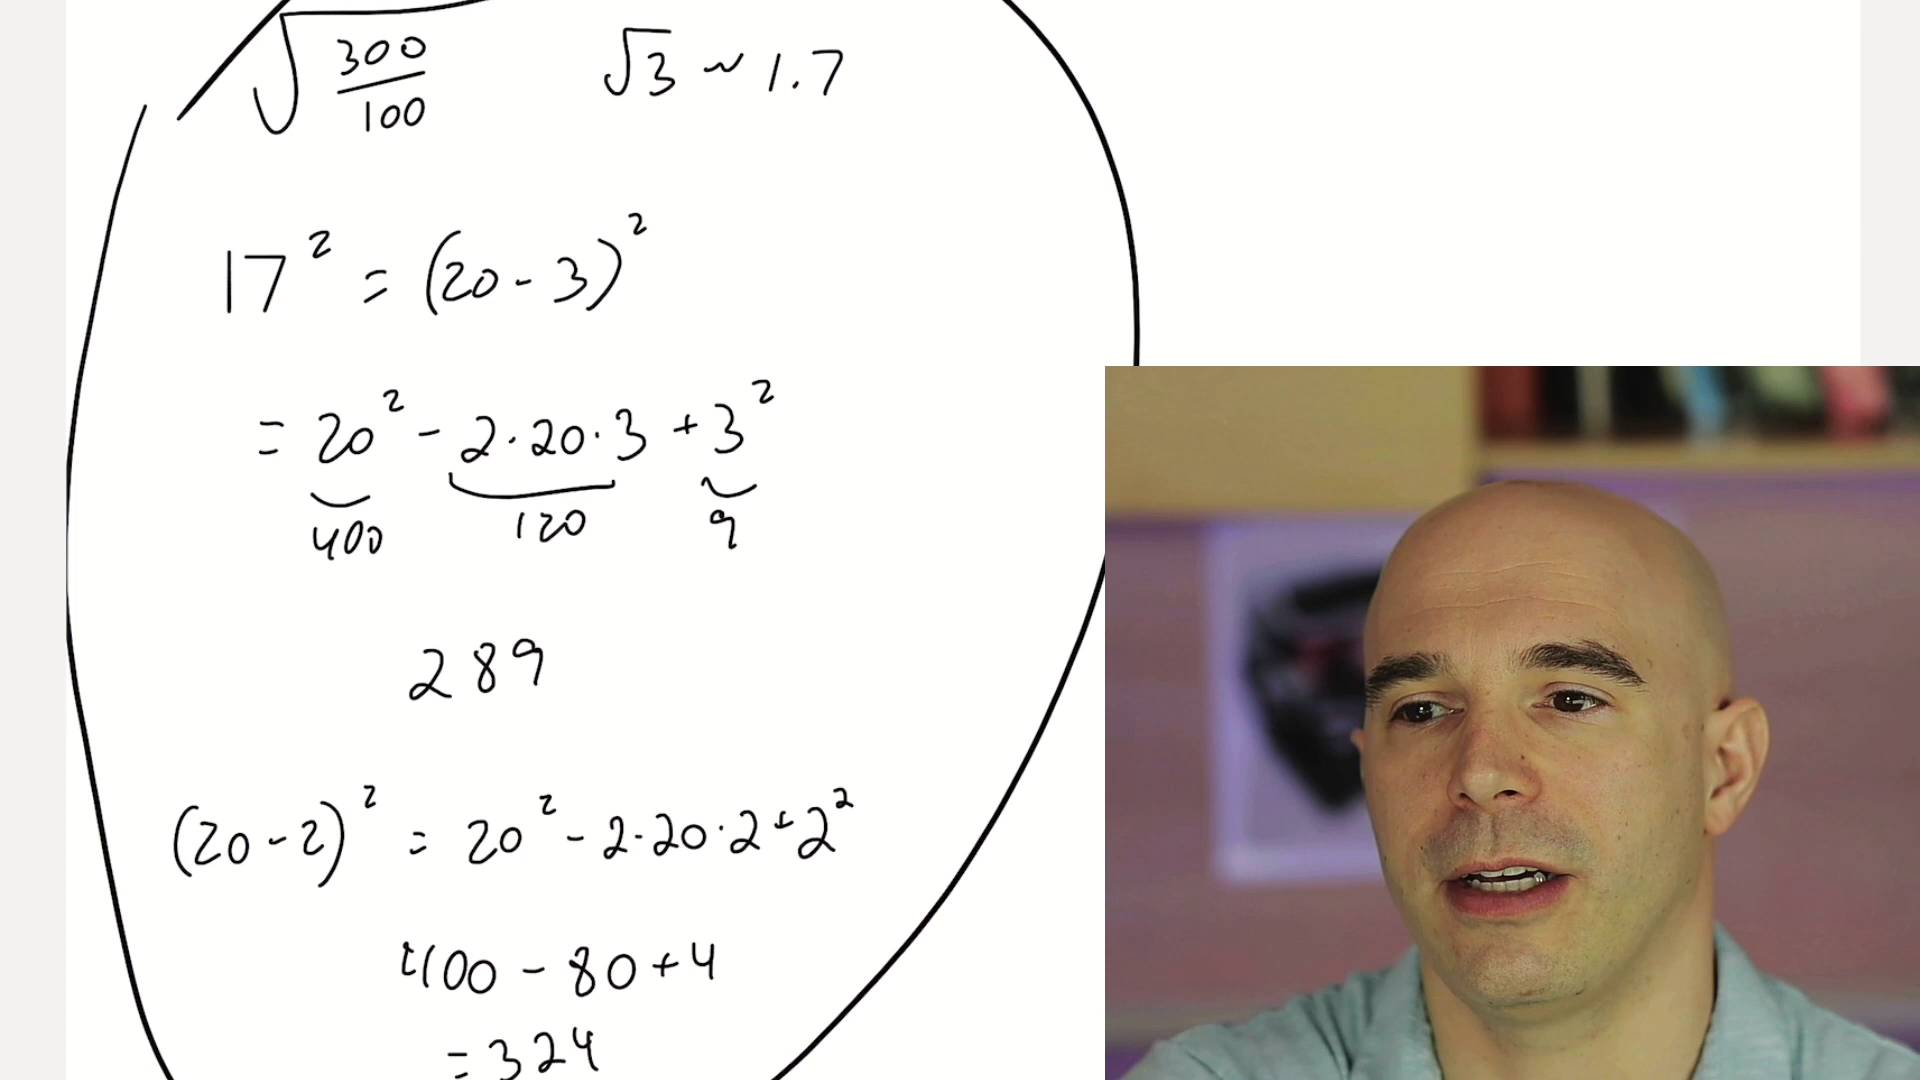 √300/100 √3 ~ 1.7
17² = (20 - 3)²
= 20² - 2·20·3 + 3²
400 120 9
289
(20 - 2)² = 20² - 2·20·2 + 2²
400 - 80 + 4
= 324